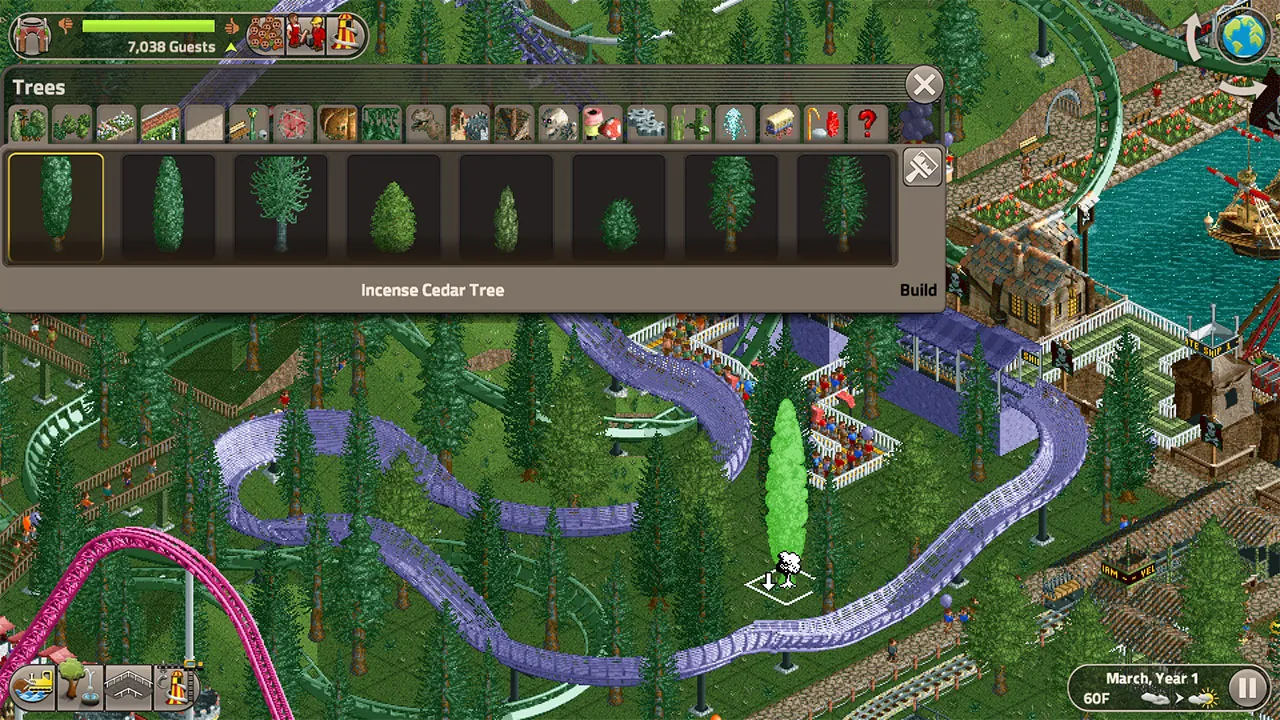 7,038 Guests
Trees
Incense Cedar Tree
Build
March, Year 1
60F